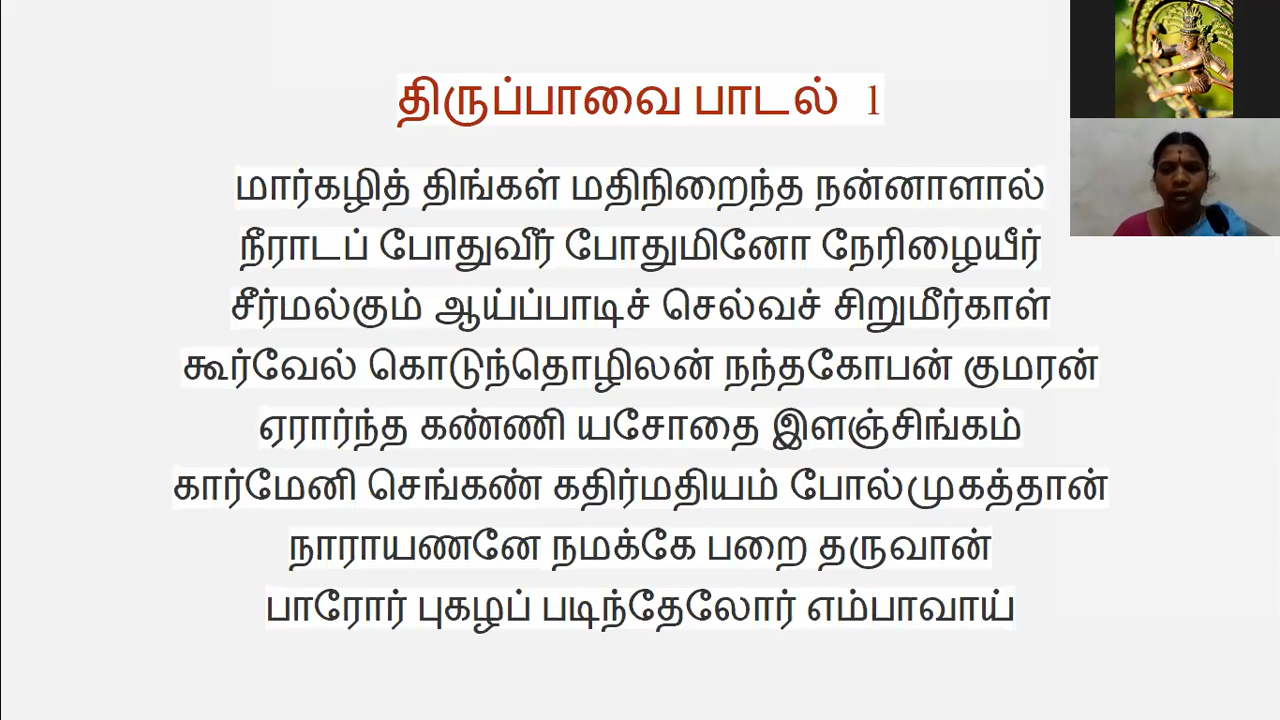 திருப்பாவை பாடல் 1
மார்கழித் திங்கள் மதிநிறைந்த நன்னாளால்
நீராடப் போதுவீர் போதுமினோ நேரிழையீர்
சீர்மல்கும் ஆய்ப்பாடிச் செல்வச் சிறுமீர்காள்
கூர்வேல் கொடுந்தொழிலன் நந்தகோபன் குமரன்
ஏரார்ந்த கண்ணி யசோதை இளஞ்சிங்கம்
கார்மேனி செங்கண் கதிர்மதியம் போல்முகத்தான்
நாராயணனே நமக்கே பறை தருவான்
பாரோர் புகழப் படிந்தேலோர் எம்பாவாய்